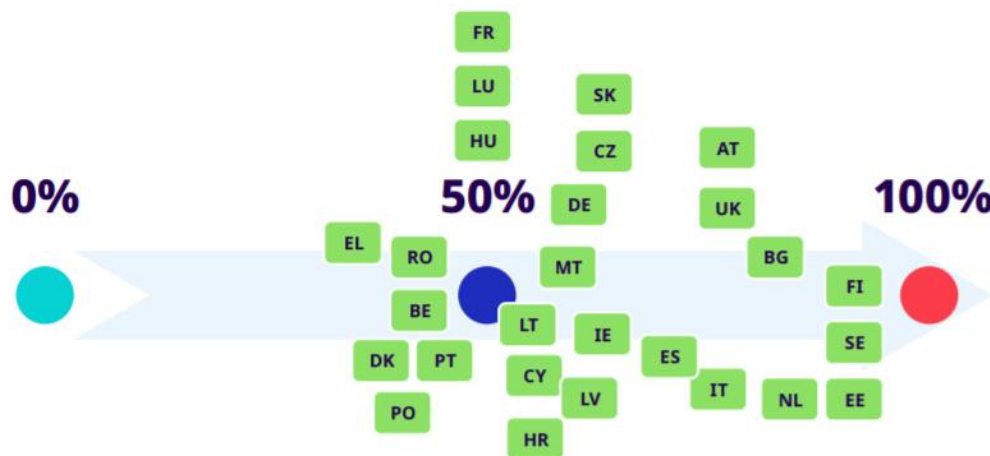 FR
LU
SK
HU
CZ
AT
0%
50%
100%
DE
UK
EL
RO
BG
MT
FI
BE
LT
IE
SE
DK
PT
ES
CY
IT
LV
NL
EE
PO
HR